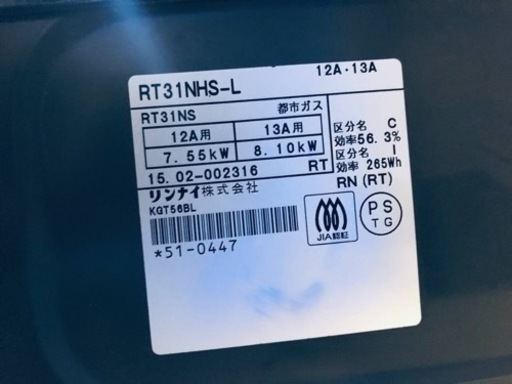 12A・13A
RT31NHS-L
RT31NS 都市ガス
12A用 13A用
7.55kW 8.10kW
区分名 C
効率56.3%
区分名 I
効率 265Wh
15.02-002316 RT
RN (RT)
リンナイ株式会社
KGT56BL
JIA認証
PS
TG
*51-0447